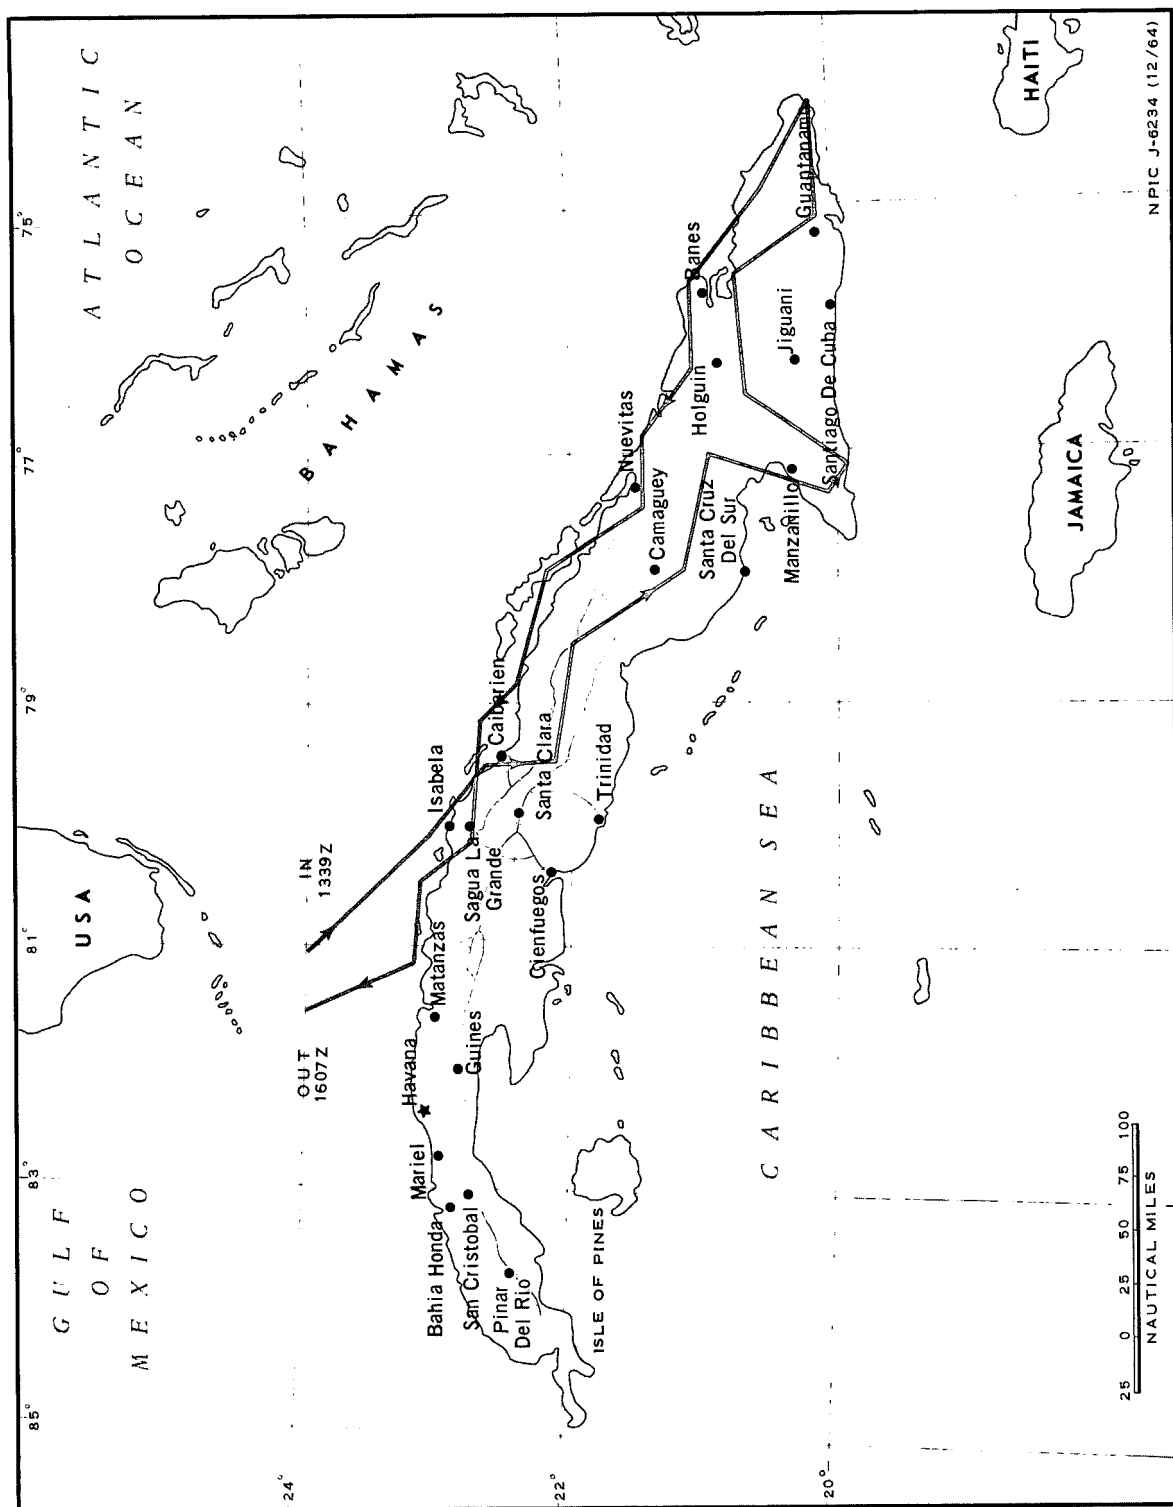 85°
83°
81°
79°
77°
75°
GULF
OF
MEXICO
USA
ATLANTIC
OCEAN
BAHAMAS
24°
OUT
1607Z
IN
1339Z
Havana
Mariel
Bahia Honda
San Cristobal
Pinar
Del Rio
Matanzas
Guines
Isabela
Sagua La
Grande
Caibarien
Santa Clara
Cienfuegos
Trinidad
Nuevitas
Camaguey
Banes
Holguin
Santa Cruz
Del Sur
Jiguani
Manzanillo
Santiago De Cuba
Guantanamo
22°
ISLE OF PINES
CARIBBEAN SEA
20°
JAMAICA
HAITI
25 0 25 50 75 100
NAUTICAL MILES
NPIC J-6234 (12/64)